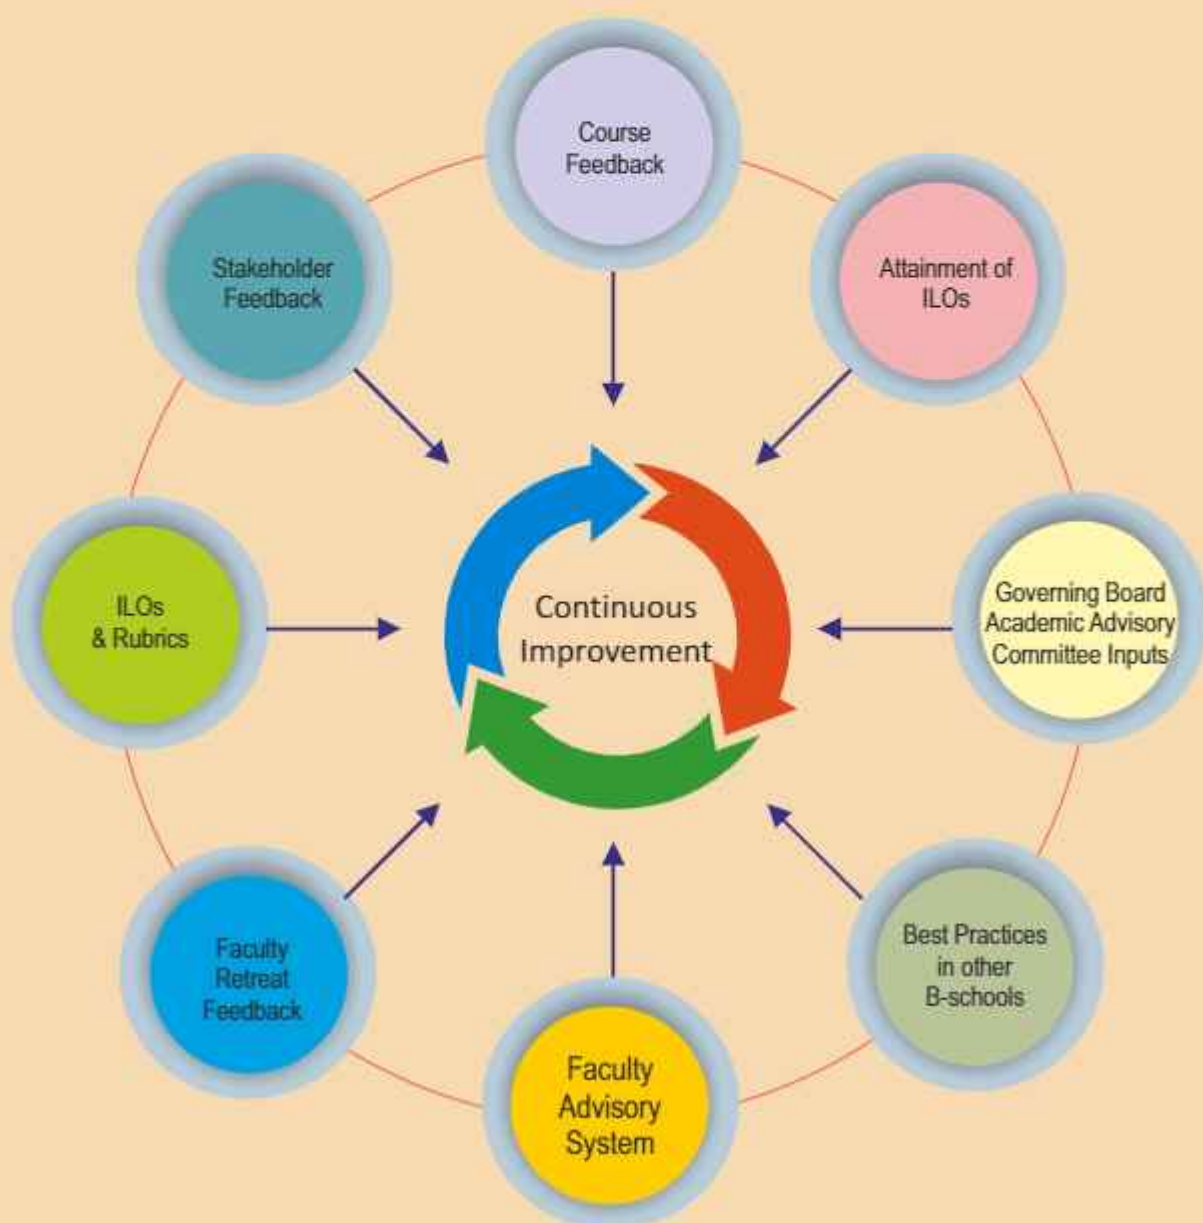 Course
Feedback
Stakeholder
Feedback
Attainment of
ILOs
ILOs
& Rubrics
Continuous
Improvement
Governing Board
Academic Advisory
Committee Inputs
Faculty
Retreat
Feedback
Best Practices
in other
B-schools
Faculty
Advisory
System